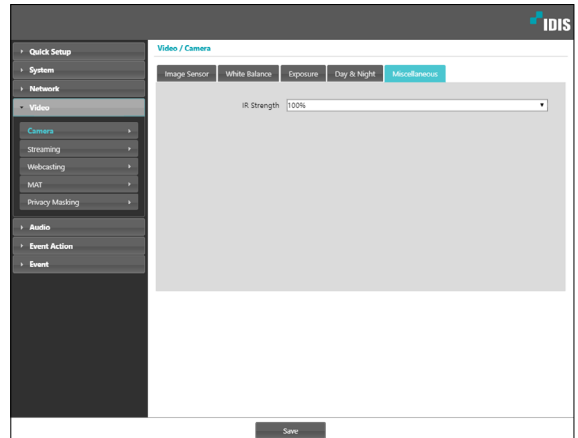 IDIS
Quick Setup
System
Network
Video
Camera
Streaming
Webcasting
MAT
Privacy Masking
Audio
Event Action
Event
Video / Camera
Image Sensor White Balance Exposure Day & Night Miscellaneous
IR Strength 100%
Save